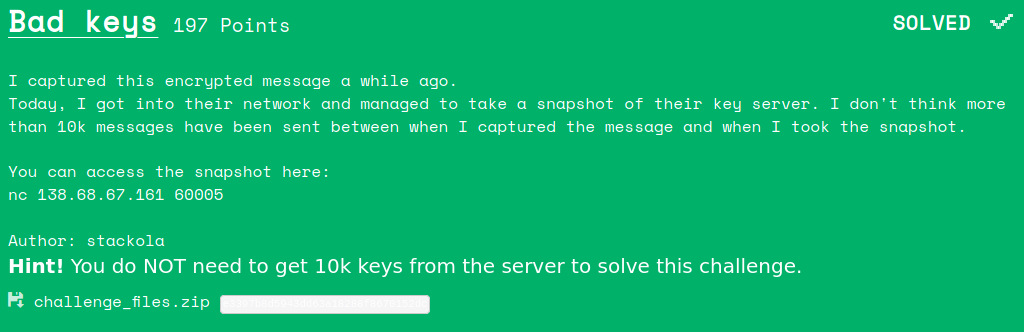 Bad keys 197 Points SOLVED
I captured this encrypted message a while ago.
Today, I got into their network and managed to take a snapshot of their key server. I don't think more
than 10k messages have been sent between when I captured the message and when I took the snapshot.
You can access the snapshot here:
nc 138.68.67.161 60005
Author: stackola
Hint! You do NOT need to get 10k keys from the server to solve this challenge.
challenge_files.zip